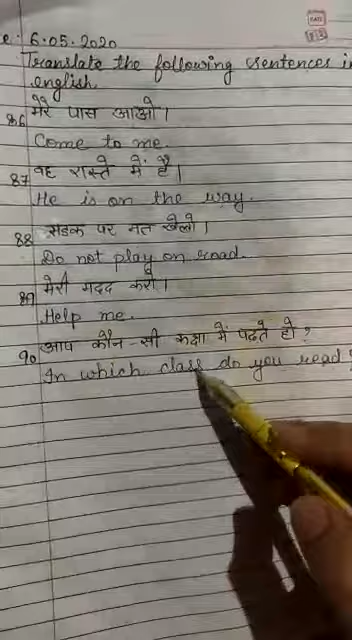 e: 6.05.2020
Translate the following sentences in
english
86 मेरे पास आओ।
Come to me.
87 वह रास्ते में है।
He is on the way.
88 सडक पर मत खेलो।
Do not play on road.
89 मेरी मदद करो।
Help me.
90 आप कौन-सी कक्षा में पढते हो?
In which class do you read?